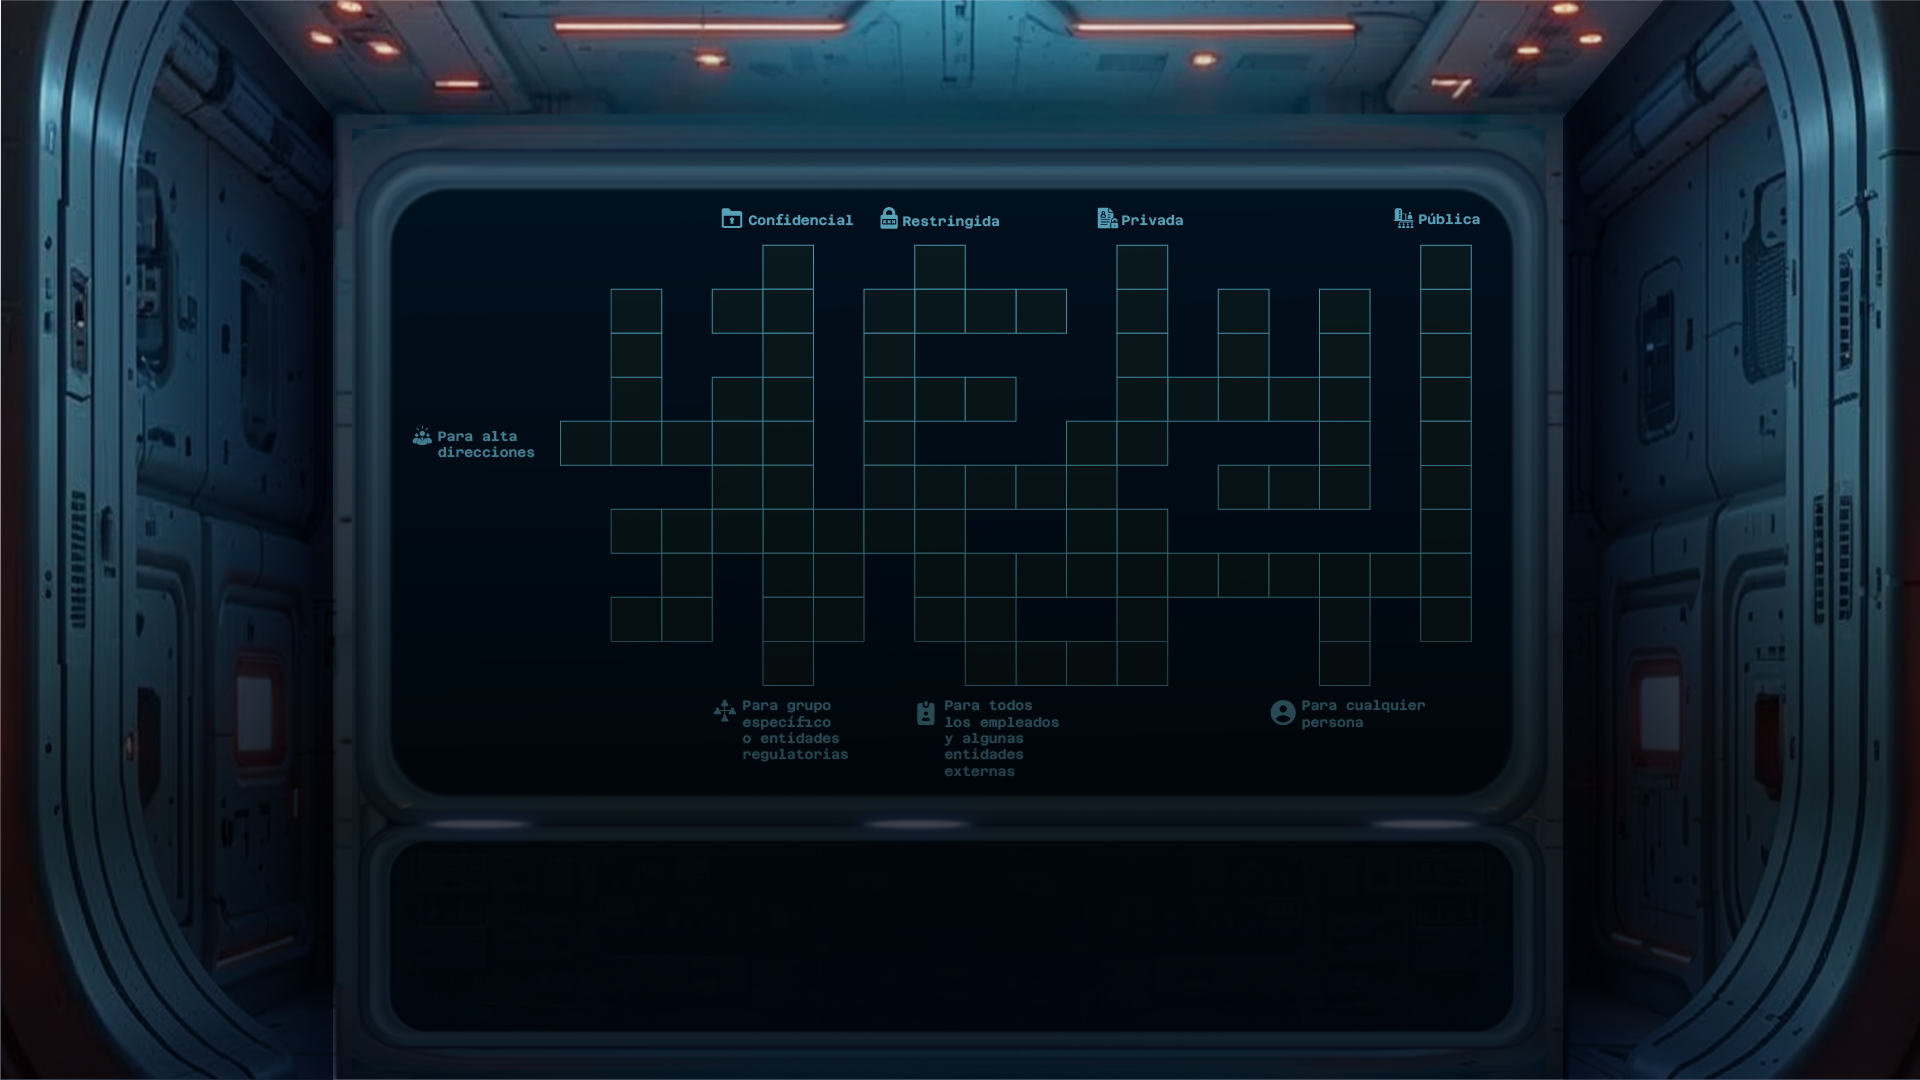 Confidencial
Restringida
Privada
Pública
Para alta
direcciones
Para grupo
específico
o entidades
regulatorias
Para todos
los empleados
y algunas
entidades
externas
Para cualquier
persona